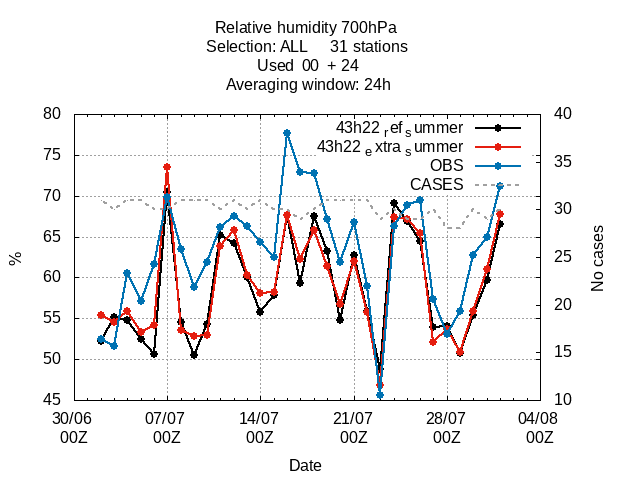 Relative humidity 700hPa
Selection: ALL     31 stations
Used  00  + 24
Averaging window: 24h
80 40
43h22 ref summer
43h22 extra summer
OBS
CASES
75 35
70 30
65 25
60 20
55 15
50 10
45
%
No cases
30/06 07/07 14/07 21/07 28/07 04/08
00Z 00Z 00Z 00Z 00Z 00Z
Date